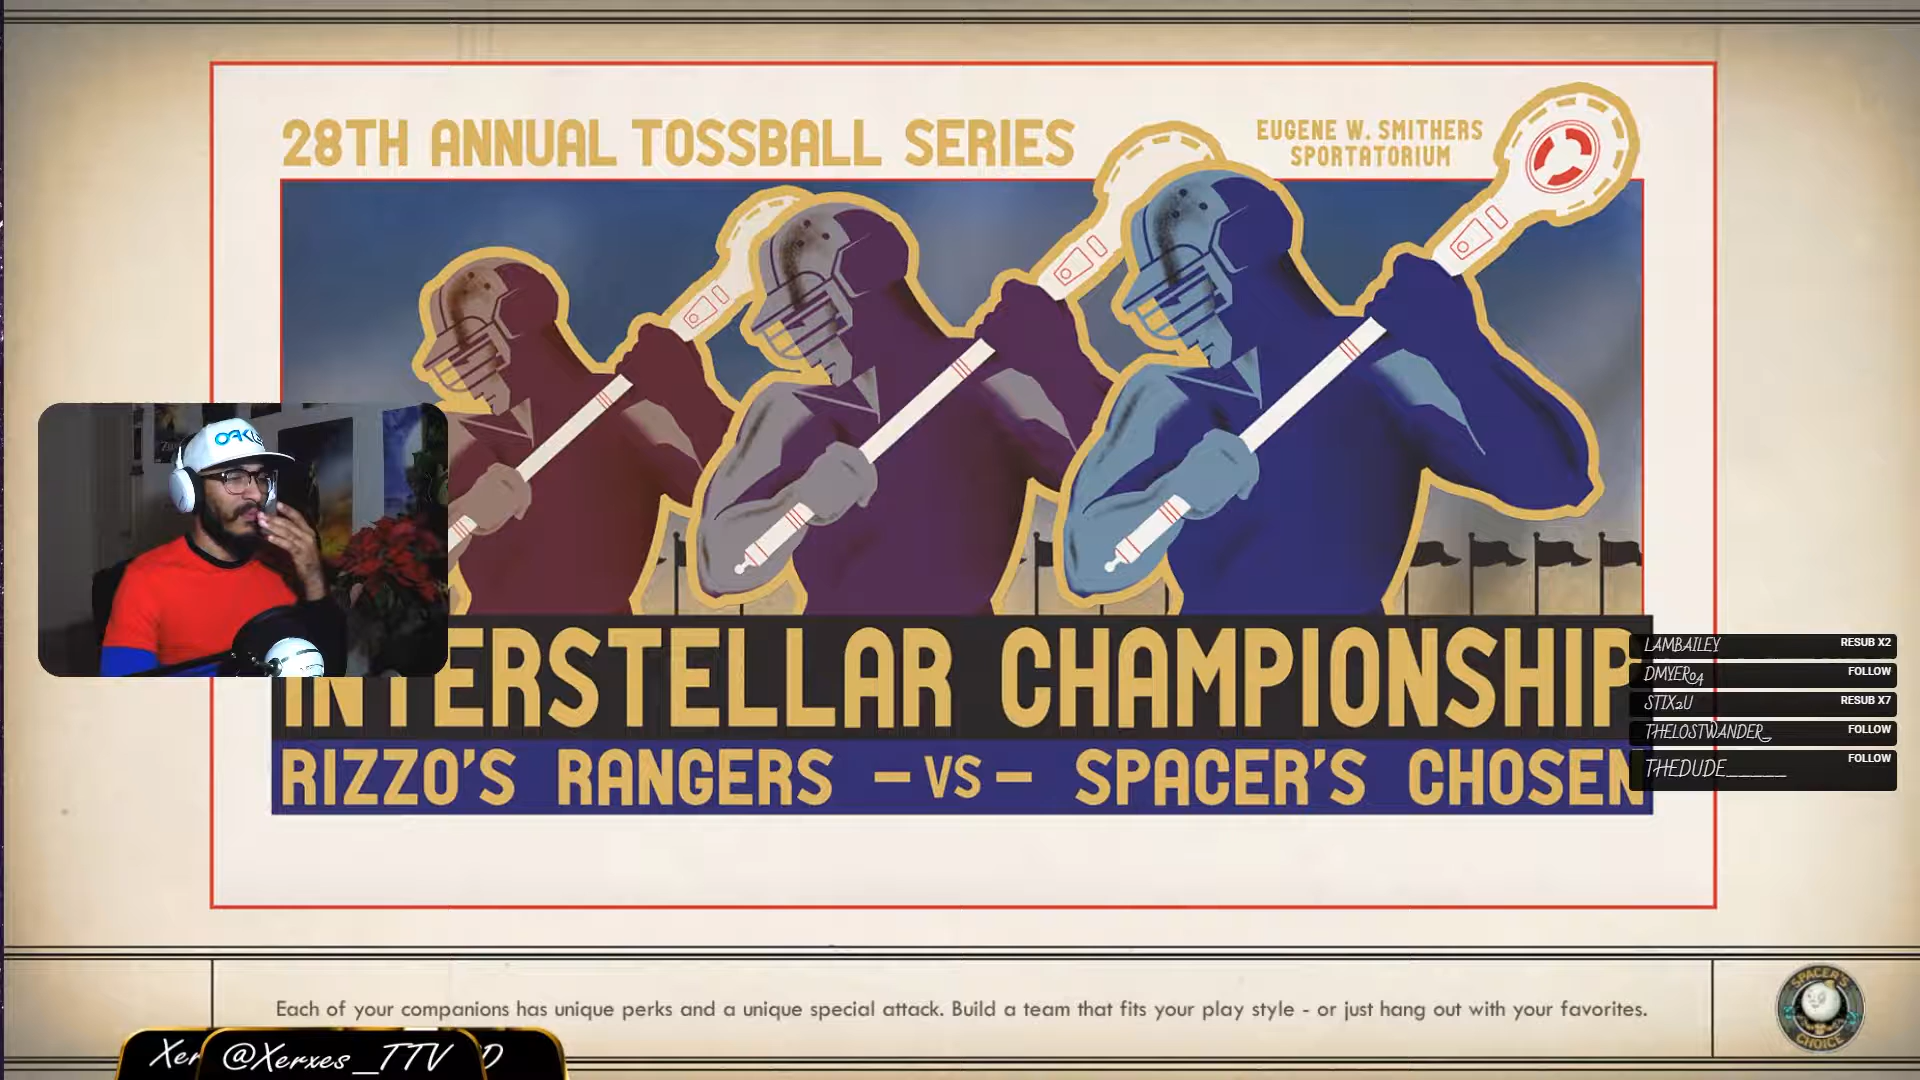 28TH ANNUAL TOSSBALL SERIES
EUGENE W. SMITHERS
SPORTATORIUM
INTERSTELLAR CHAMPIONSHIP
RIZZO'S RANGERS – VS – SPACER'S CHOSEN
LAMBAILEY RESUB X2
DMYER04 FOLLOW
STIX2U RESUB X7
THELOSTWANDER_ FOLLOW
THEDUDE_____ FOLLOW
Each of your companions has unique perks and a unique special attack. Build a team that fits your play style - or just hang out with your favorites.
SPACER'S
CHOICE
Xer @Xerxes_TTV D